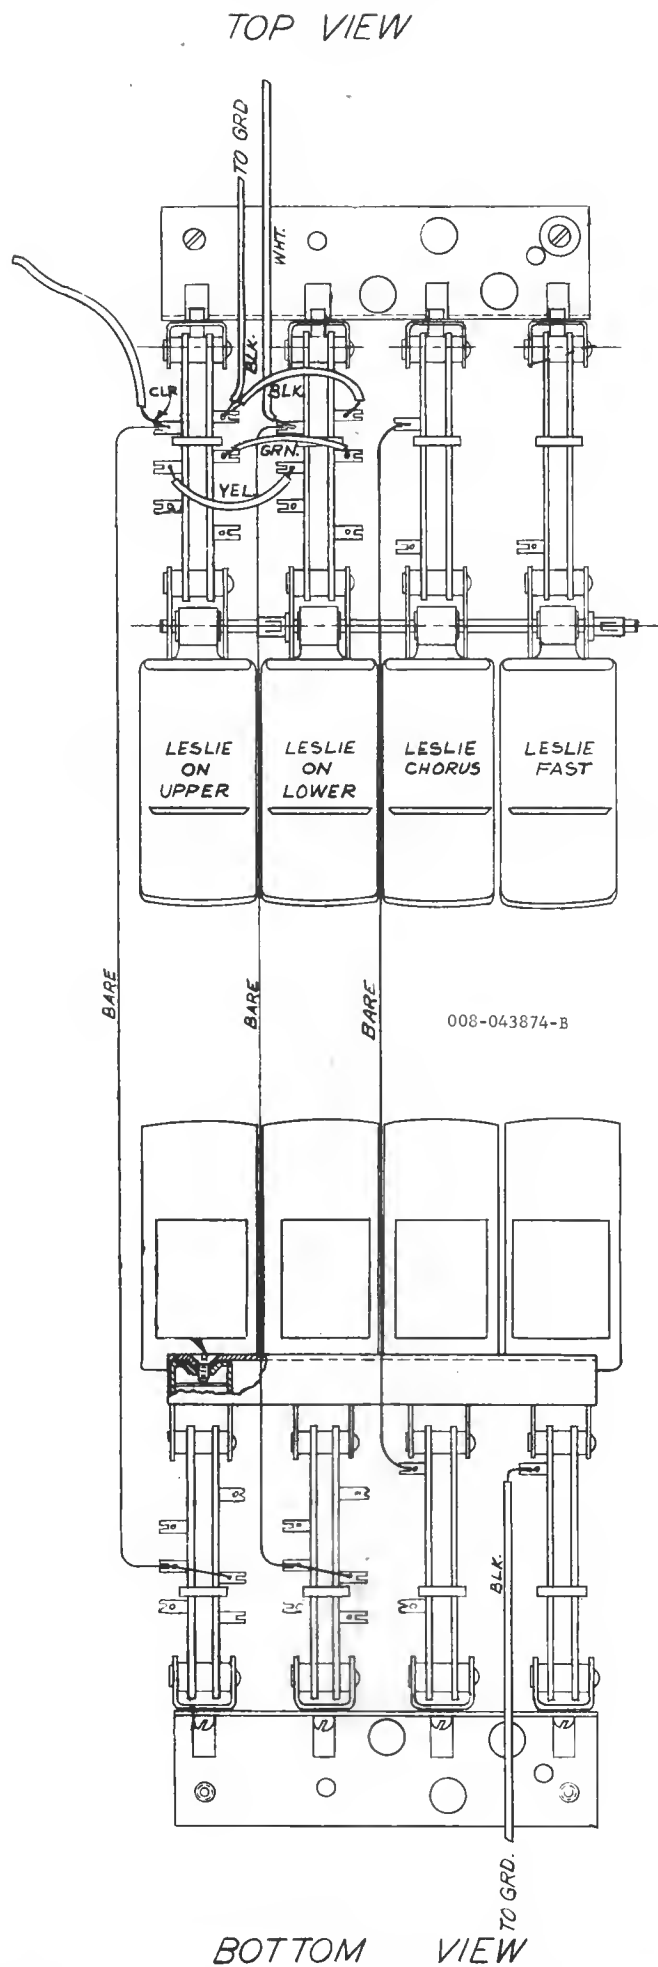 TOP VIEW
TO GRD
WHT.
BLK.
CLR
BLK.
GRN.
YEL.
LESLIE
ON
UPPER
LESLIE
ON
LOWER
LESLIE
CHORUS
LESLIE
FAST
BARE
BARE
BARE
008-043874-B
BLK.
TO GRD.
BOTTOM VIEW